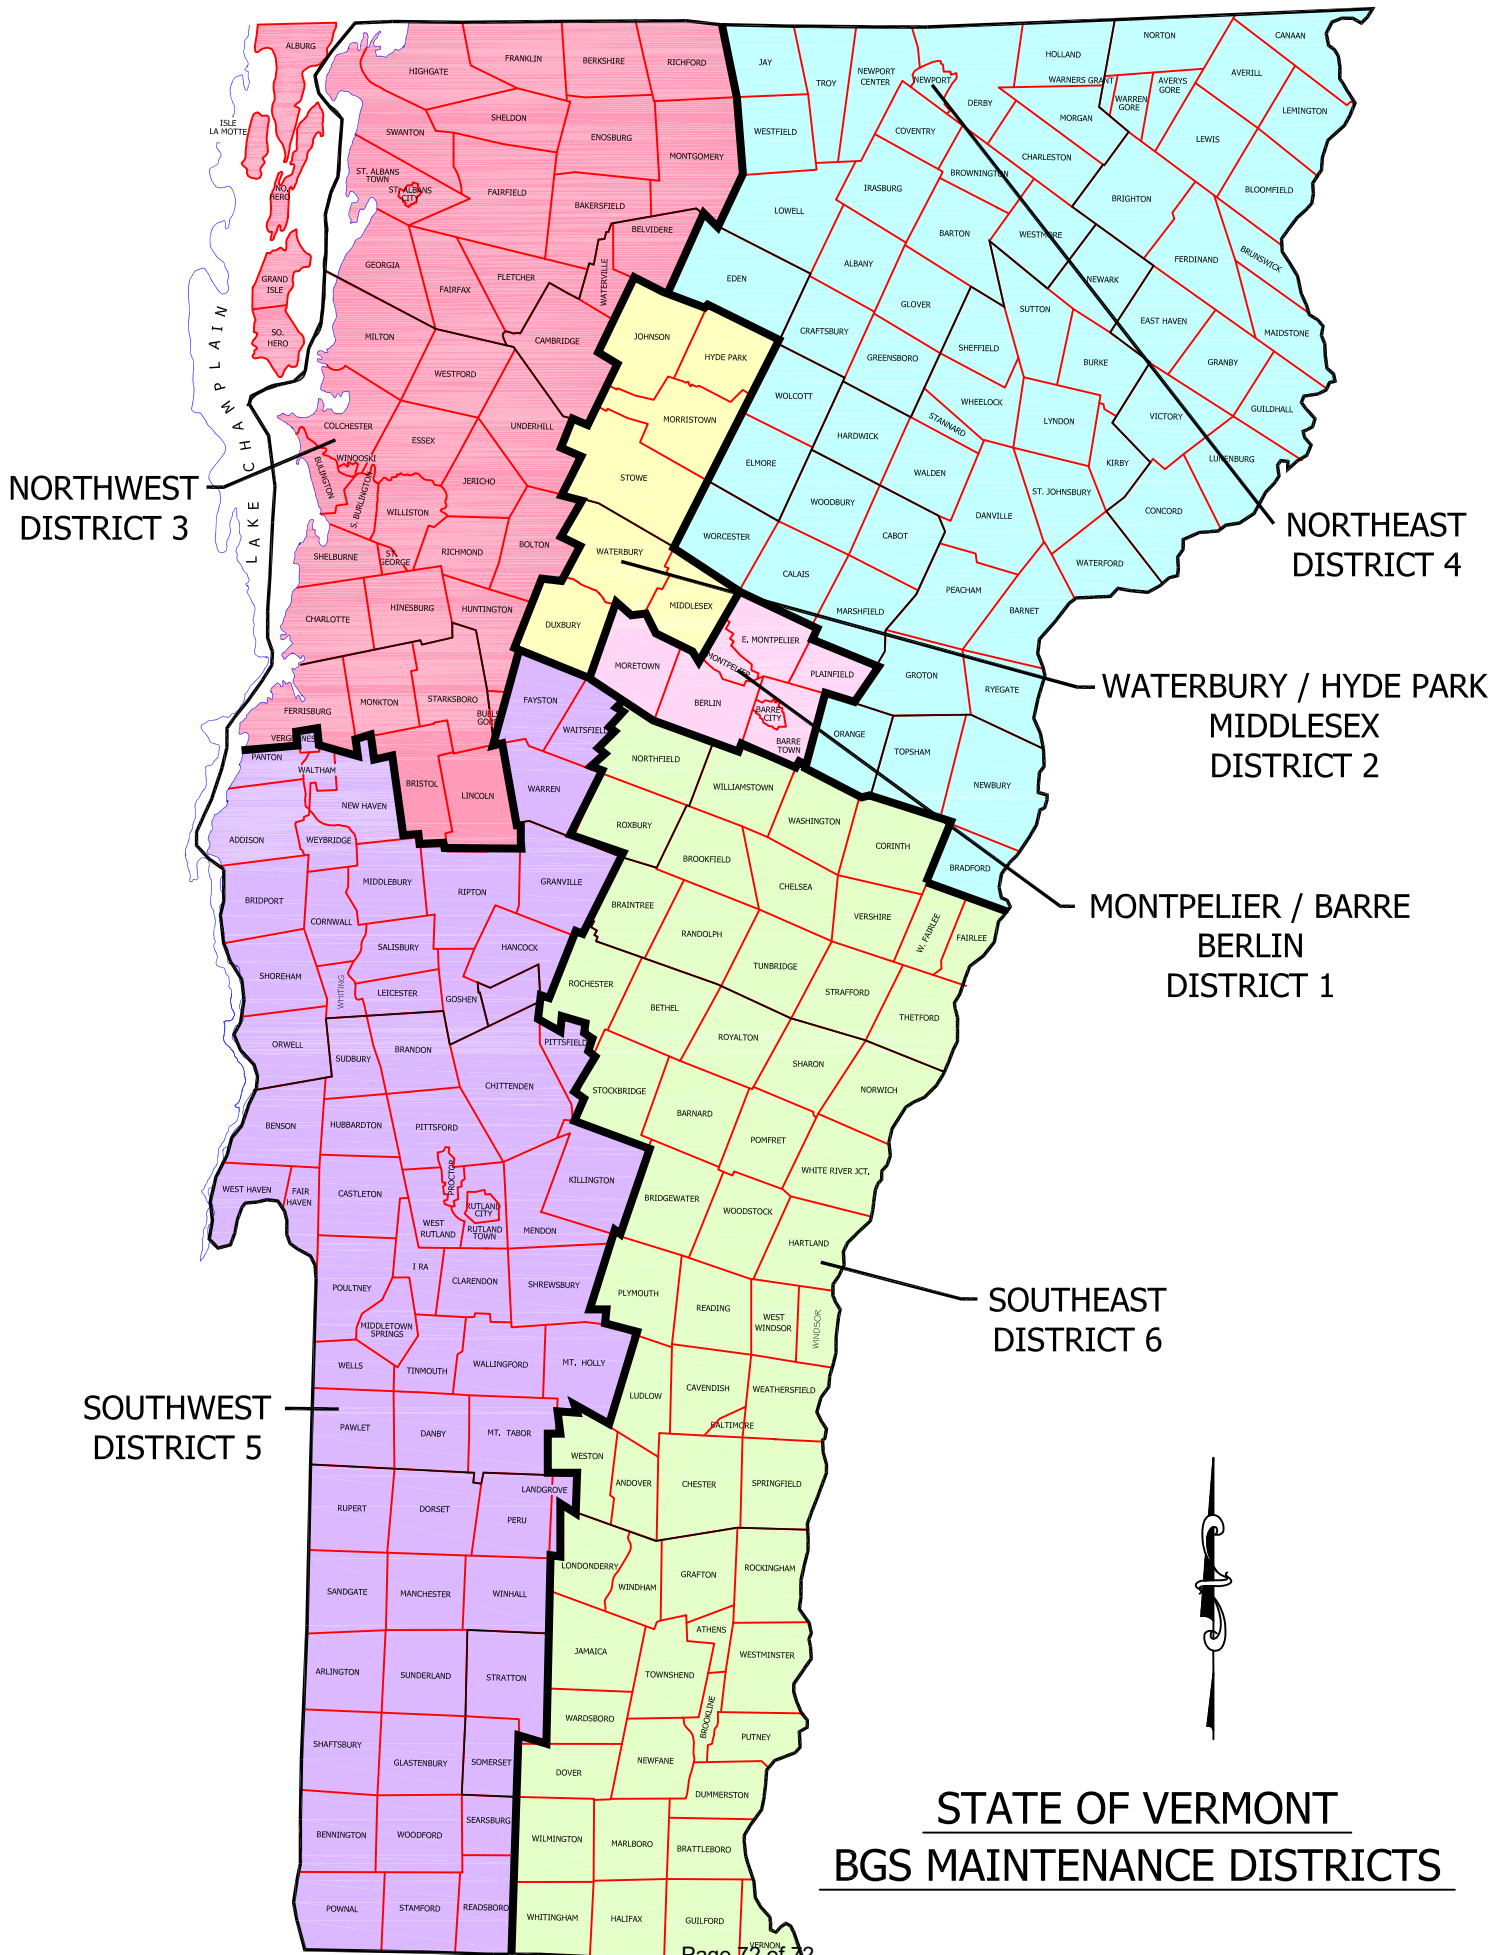 ALBURG
HIGHGATE
FRANKLIN
BERKSHIRE
RICHFORD
JAY
TROY
NEWPORT
CENTER
NEWPORT
HOLLAND
NORTON
CANAAN
WARNERS GRANT
AVERYS
GORE
AVERILL
WARREN
GORE
LEMINGTON
DERBY
MORGAN
ISLE
LA MOTTE
SWANTON
SHELDON
ENOSBURG
MONTGOMERY
WESTFIELD
COVENTRY
LEWIS
CHARLESTON
ST. ALBANS
TOWN
ST. ALBANS
CITY
FAIRFIELD
BAKERSFIELD
IRASBURG
BROWNINGTON
BRIGHTON
BLOOMFIELD
NO.
HERO
BELVIDERE
LOWELL
BARTON
WESTMORE
FERDINAND
BRUNSWICK
GEORGIA
FLETCHER
WATERVILLE
EDEN
ALBANY
NEWARK
GRAND
ISLE
FAIRFAX
GLOVER
SUTTON
EAST HAVEN
MAIDSTONE
SO.
HERO
MILTON
CAMBRIDGE
JOHNSON
HYDE PARK
CRAFTSBURY
GREENSBORO
SHEFFIELD
BURKE
GRANBY
WESTFORD
WOLCOTT
WHEELOCK
GUILDHALL
COLCHESTER
ESSEX
UNDERHILL
MORRISTOWN
STANNARD
LYNDON
VICTORY
HARDWICK
LAKE CHAMPLAIN
WINOOSKI
BULINGTON
S. BURLINGTON
JERICHO
STOWE
ELMORE
WALDEN
KIRBY
LUNENBURG
NORTHWEST
DISTRICT 3
WILLISTON
WOODBURY
ST. JOHNSBURY
CONCORD
DANVILLE
NORTHEAST
DISTRICT 4
SHELBURNE
ST.
GEORGE
RICHMOND
BOLTON
WATERBURY
WORCESTER
CABOT
WATERFORD
CALAIS
PEACHAM
CHARLOTTE
HINESBURG
HUNTINGTON
DUXBURY
MIDDLESEX
MARSHFIELD
BARNET
E. MONTPELIER
MONTPELIER
MORETOWN
PLAINFIELD
GROTON
RYEGATE
WATERBURY / HYDE PARK
MIDDLESEX
DISTRICT 2
FERRISBURG
MONKTON
STARKSBORO
BUELS
GORE
FAYSTON
WAITSFIELD
BERLIN
BARRE
CITY
BARRE
TOWN
ORANGE
TOPSHAM
VERGENNES
PANTON
WALTHAM
BRISTOL
LINCOLN
WARREN
NORTHFIELD
WILLIAMSTOWN
NEWBURY
NEW HAVEN
ADDISON
WEYBRIDGE
ROXBURY
WASHINGTON
CORINTH
BROOKFIELD
BRADFORD
MIDDLEBURY
RIPTON
GRANVILLE
CHELSEA
BRIDPORT
CORNWALL
BRAINTREE
VERSHIRE
W. FAIRLEE
FAIRLEE
MONTPELIER / BARRE
BERLIN
DISTRICT 1
SALISBURY
HANCOCK
RANDOLPH
TUNBRIDGE
SHOREHAM
WHITING
LEICESTER
GOSHEN
ROCHESTER
BETHEL
STRAFFORD
THETFORD
ORWELL
SUDBURY
BRANDON
PITTSFIELD
ROYALTON
SHARON
CHITTENDEN
STOCKBRIDGE
NORWICH
BENSON
HUBBARDTON
PITTSFORD
BARNARD
POMFRET
WHITE RIVER JCT.
WEST HAVEN
FAIR
HAVEN
CASTLETON
PROCTOR
KILLINGTON
BRIDGEWATER
WOODSTOCK
RUTLAND
CITY
WEST
RUTLAND
RUTLAND
TOWN
MENDON
HARTLAND
I RA
POULTNEY
CLARENDON
SHREWSBURY
PLYMOUTH
READING
WEST
WINDSOR
WINDSOR
SOUTHEAST
DISTRICT 6
MIDDLETOWN
SPRINGS
WELLS
TINMOUTH
WALLINGFORD
MT. HOLLY
LUDLOW
CAVENDISH
WEATHERSFIELD
SOUTHWEST
DISTRICT 5
PAWLET
DANBY
MT. TABOR
BALTIMORE
WESTON
ANDOVER
CHESTER
SPRINGFIELD
LANDGROVE
RUPERT
DORSET
PERU
LONDONDERRY
WINDHAM
GRAFTON
ROCKINGHAM
SANDGATE
MANCHESTER
WINHALL
ATHENS
JAMAICA
WESTMINSTER
ARLINGTON
SUNDERLAND
STRATTON
TOWNSHEND
WARDSBORO
BROOKLINE
PUTNEY
SHAFTSBURY
GLASTENBURY
SOMERSET
DOVER
NEWFANE
DUMMERSTON
SEARSBURG
BENNINGTON
WOODFORD
WILMINGTON
MARLBORO
BRATTLEBORO
POWNAL
STAMFORD
READSBORO
WHITINGHAM
HALIFAX
GUILFORD
VERNON
STATE OF VERMONT
BGS MAINTENANCE DISTRICTS
Page 72 of 72